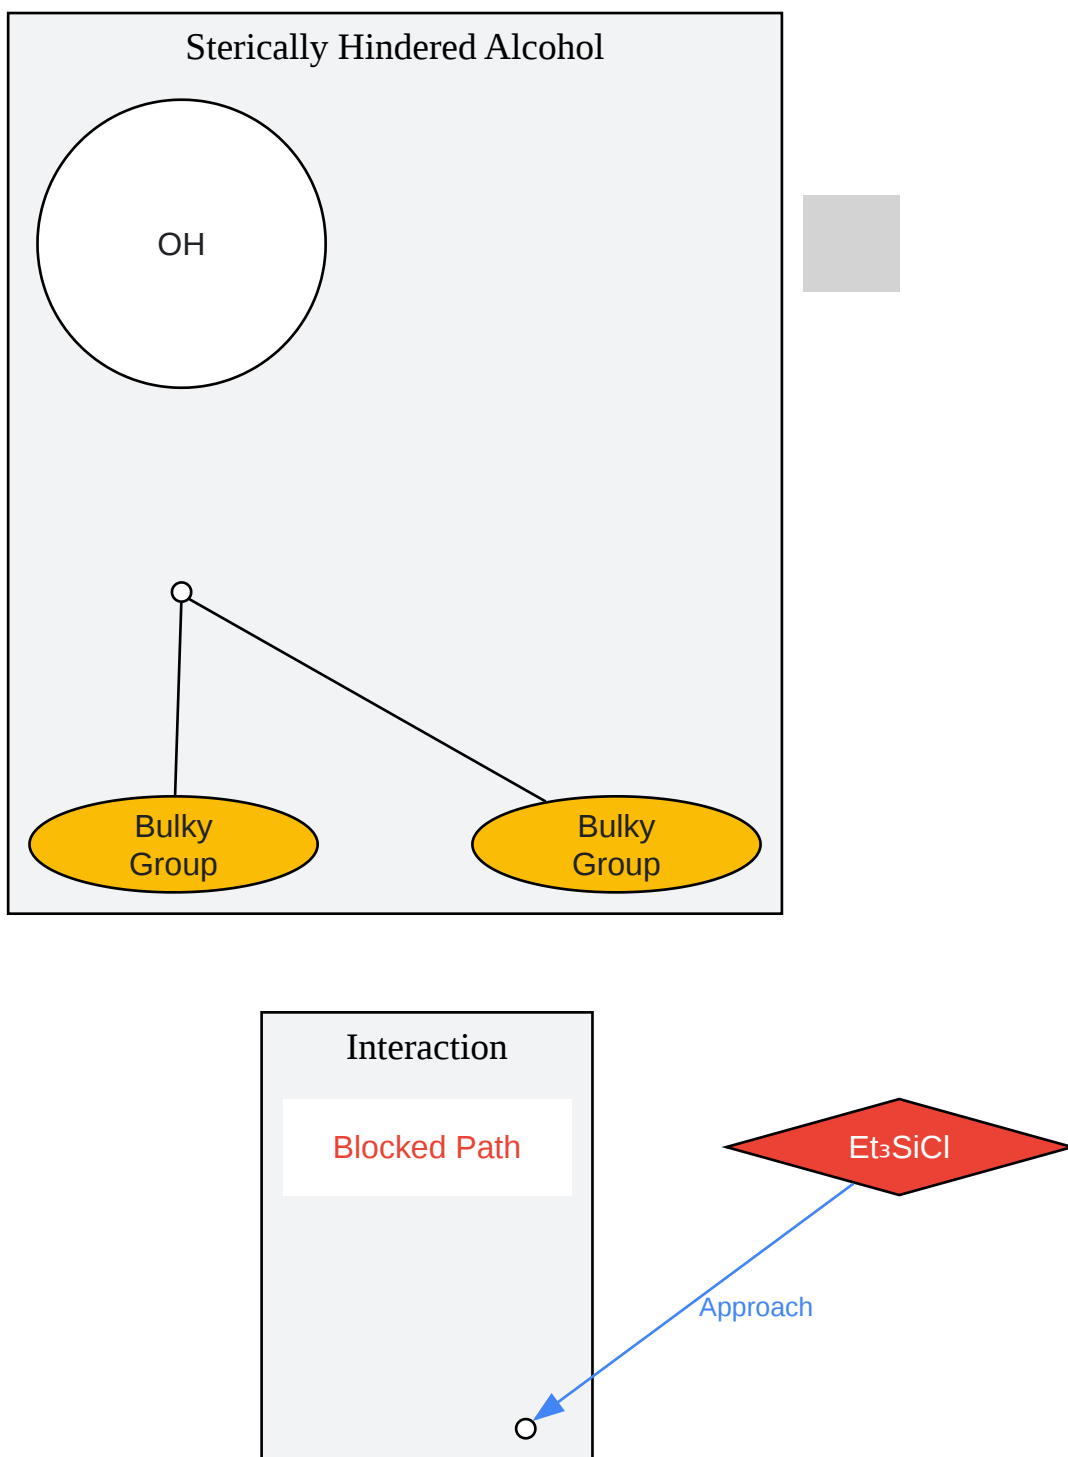 Sterically Hindered Alcohol
OH
Bulky
Group
Bulky
Group
Interaction
Blocked Path
Et₃SiCl
Approach